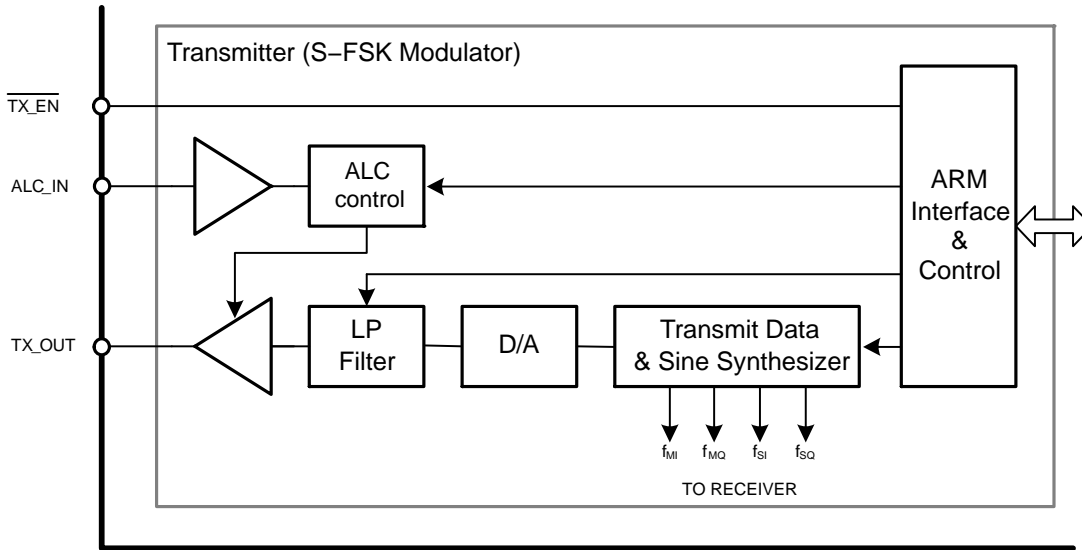 Transmitter (S−FSK Modulator)
TX_EN
ALC_IN
ALC
control
ARM
Interface
&
Control
TX_OUT
LP
Filter
D/A
Transmit Data
& Sine Synthesizer
fMI
fMQ
fSI
fSQ
TO RECEIVER